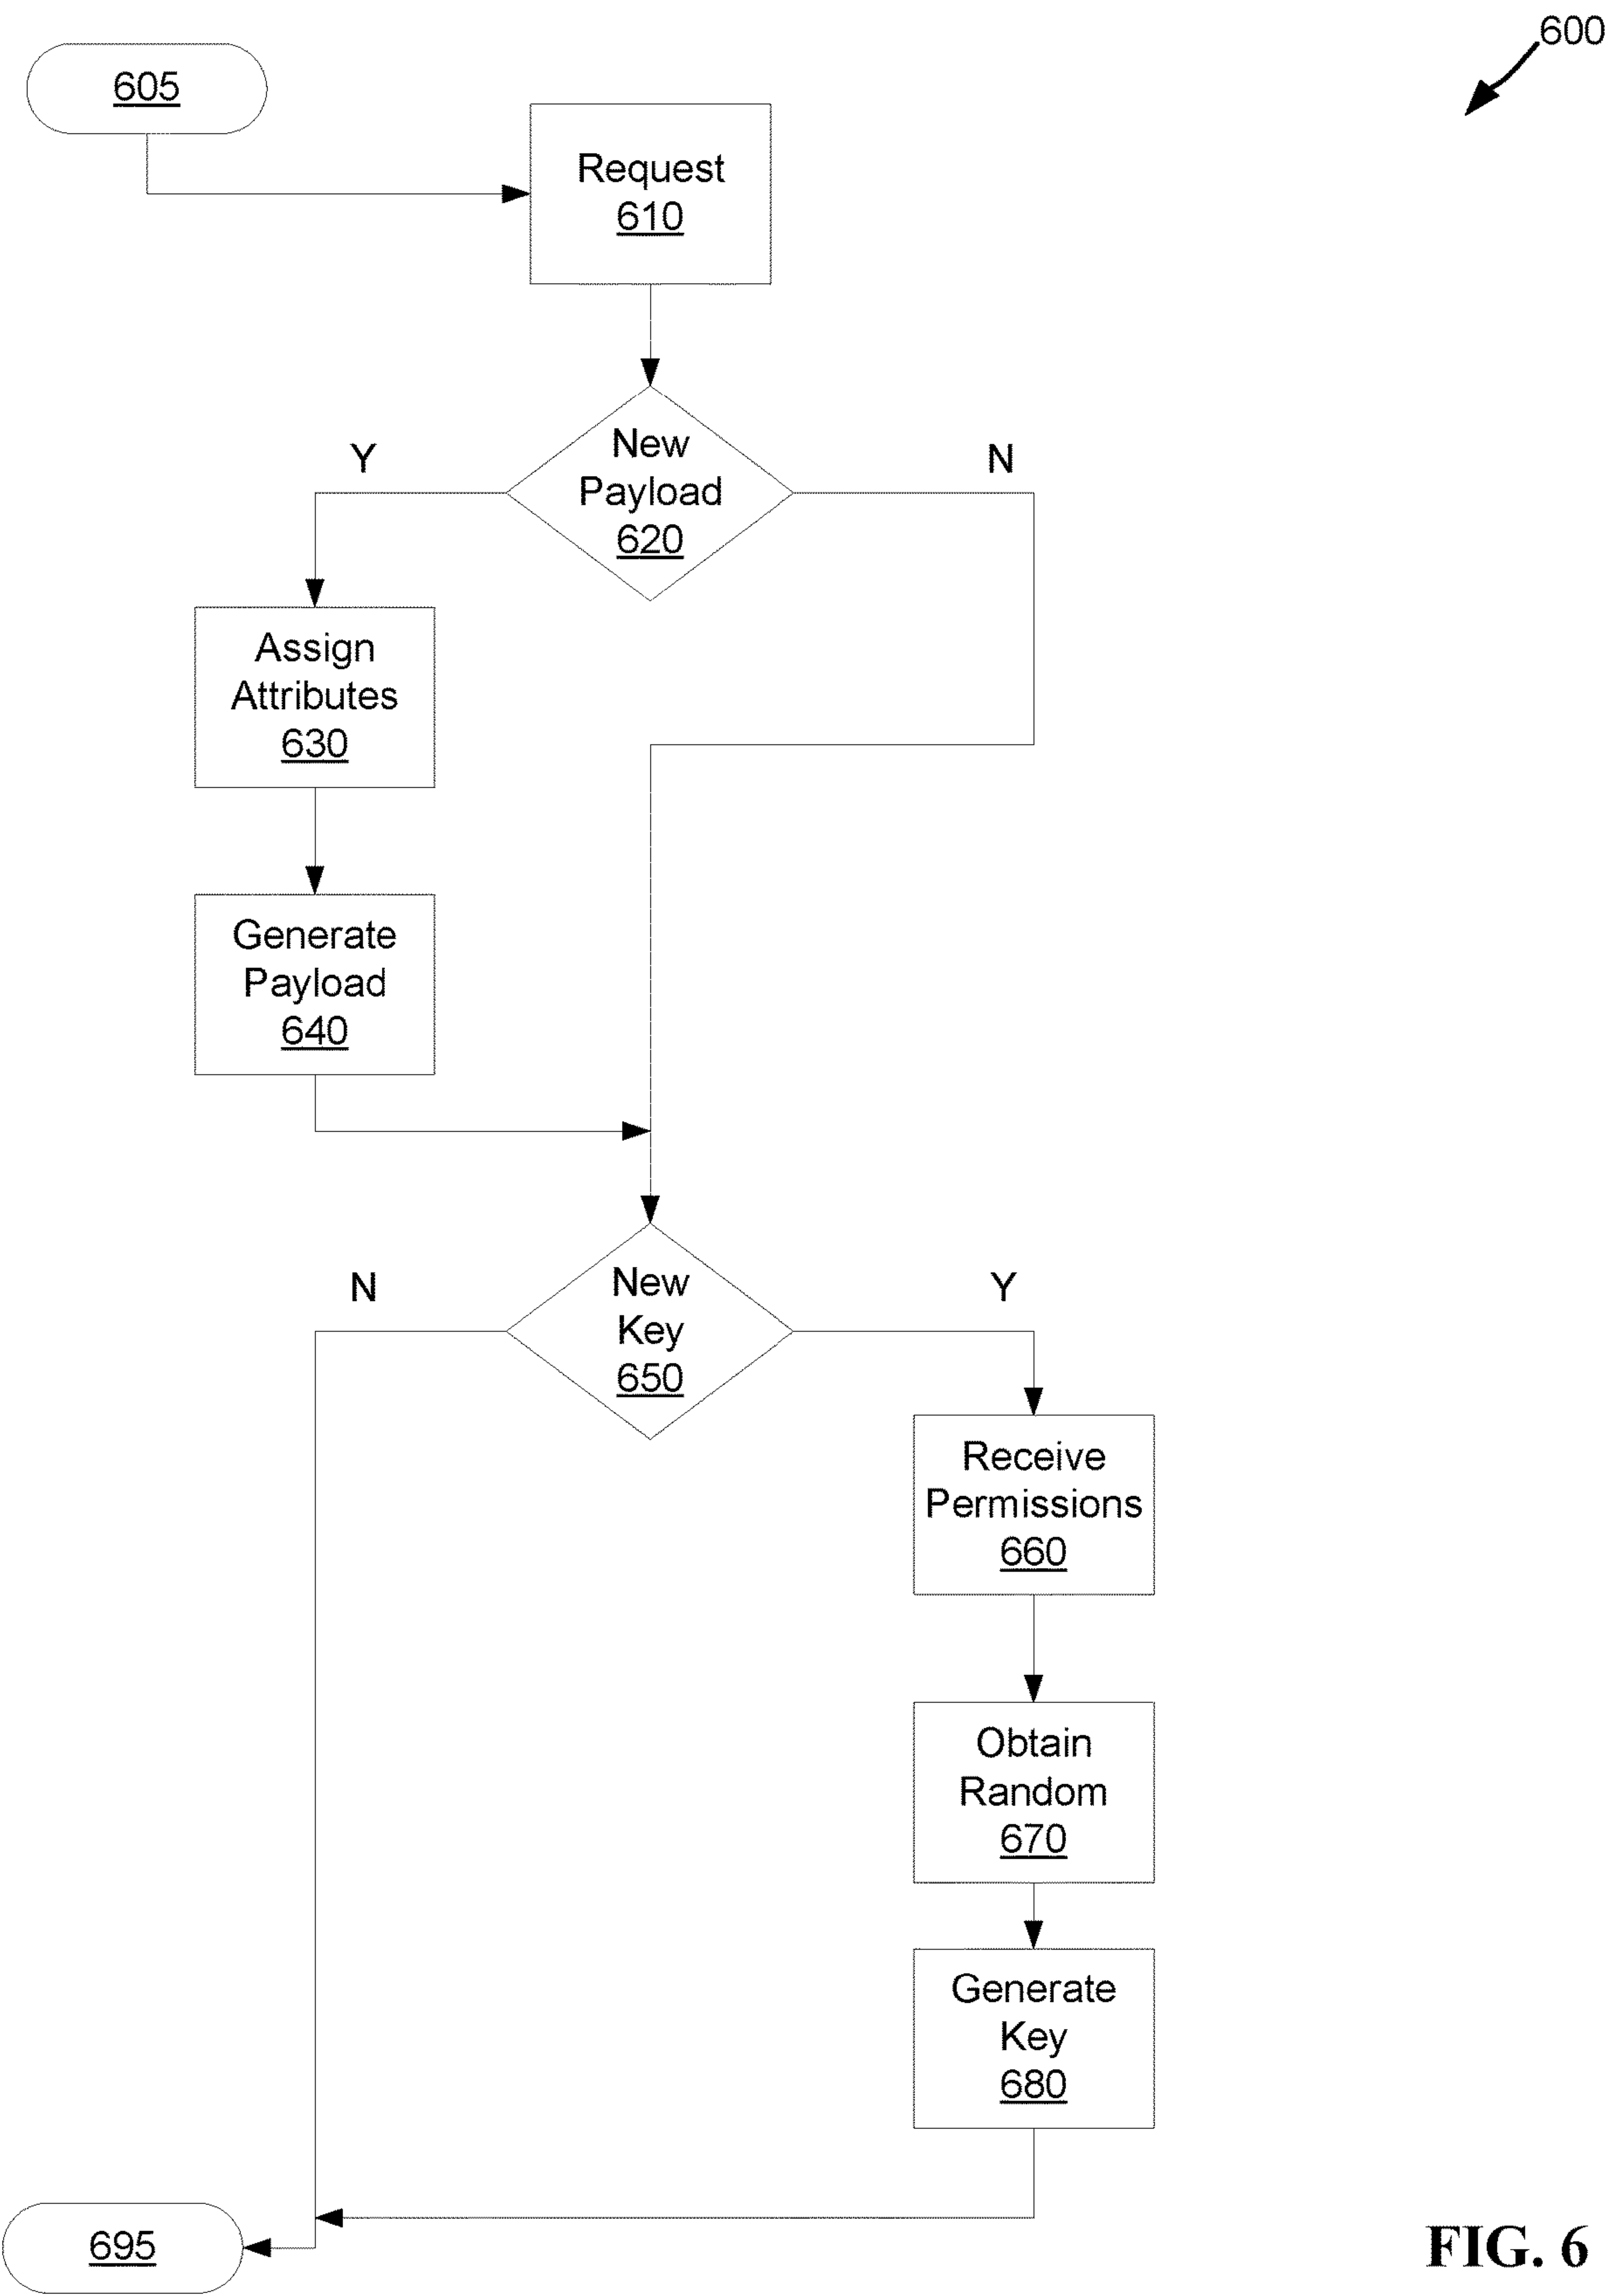 600
605
Request
610
New
Payload
620
Y
N
Assign
Attributes
630
Generate
Payload
640
New
Key
650
N
Y
Receive
Permissions
660
Obtain
Random
670
Generate
Key
680
695
FIG. 6